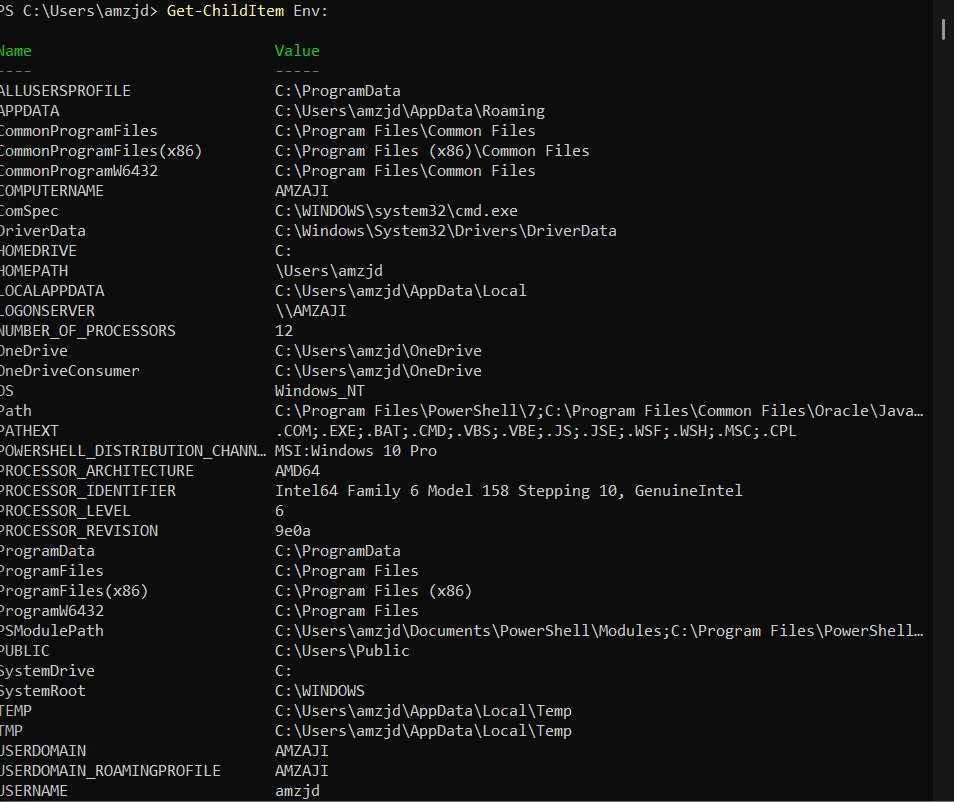 PS C:\Users\amzjd> Get-ChildItem Env:
Name Value
---- -----
ALLUSERSPROFILE C:\ProgramData
APPDATA C:\Users\amzjd\AppData\Roaming
CommonProgramFiles C:\Program Files\Common Files
CommonProgramFiles(x86) C:\Program Files (x86)\Common Files
CommonProgramW6432 C:\Program Files\Common Files
COMPUTERNAME AMZAJI
ComSpec C:\WINDOWS\system32\cmd.exe
DriverData C:\Windows\System32\Drivers\DriverData
HOMEDRIVE C:
HOMEPATH \Users\amzjd
LOCALAPPDATA C:\Users\amzjd\AppData\Local
LOGONSERVER \\AMZAJI
NUMBER_OF_PROCESSORS 12
OneDrive C:\Users\amzjd\OneDrive
OneDriveConsumer C:\Users\amzjd\OneDrive
OS Windows_NT
Path C:\Program Files\PowerShell\7;C:\Program Files\Common Files\Oracle\Java…
PATHEXT .COM;.EXE;.BAT;.CMD;.VBS;.VBE;.JS;.JSE;.WSF;.WSH;.MSC;.CPL
POWERSHELL_DISTRIBUTION_CHANN… MSI:Windows 10 Pro
PROCESSOR_ARCHITECTURE AMD64
PROCESSOR_IDENTIFIER Intel64 Family 6 Model 158 Stepping 10, GenuineIntel
PROCESSOR_LEVEL 6
PROCESSOR_REVISION 9e0a
ProgramData C:\ProgramData
ProgramFiles C:\Program Files
ProgramFiles(x86) C:\Program Files (x86)
ProgramW6432 C:\Program Files
PSModulePath C:\Users\amzjd\Documents\PowerShell\Modules;C:\Program Files\PowerShell…
PUBLIC C:\Users\Public
SystemDrive C:
SystemRoot C:\WINDOWS
TEMP C:\Users\amzjd\AppData\Local\Temp
TMP C:\Users\amzjd\AppData\Local\Temp
USERDOMAIN AMZAJI
USERDOMAIN_ROAMINGPROFILE AMZAJI
USERNAME amzjd